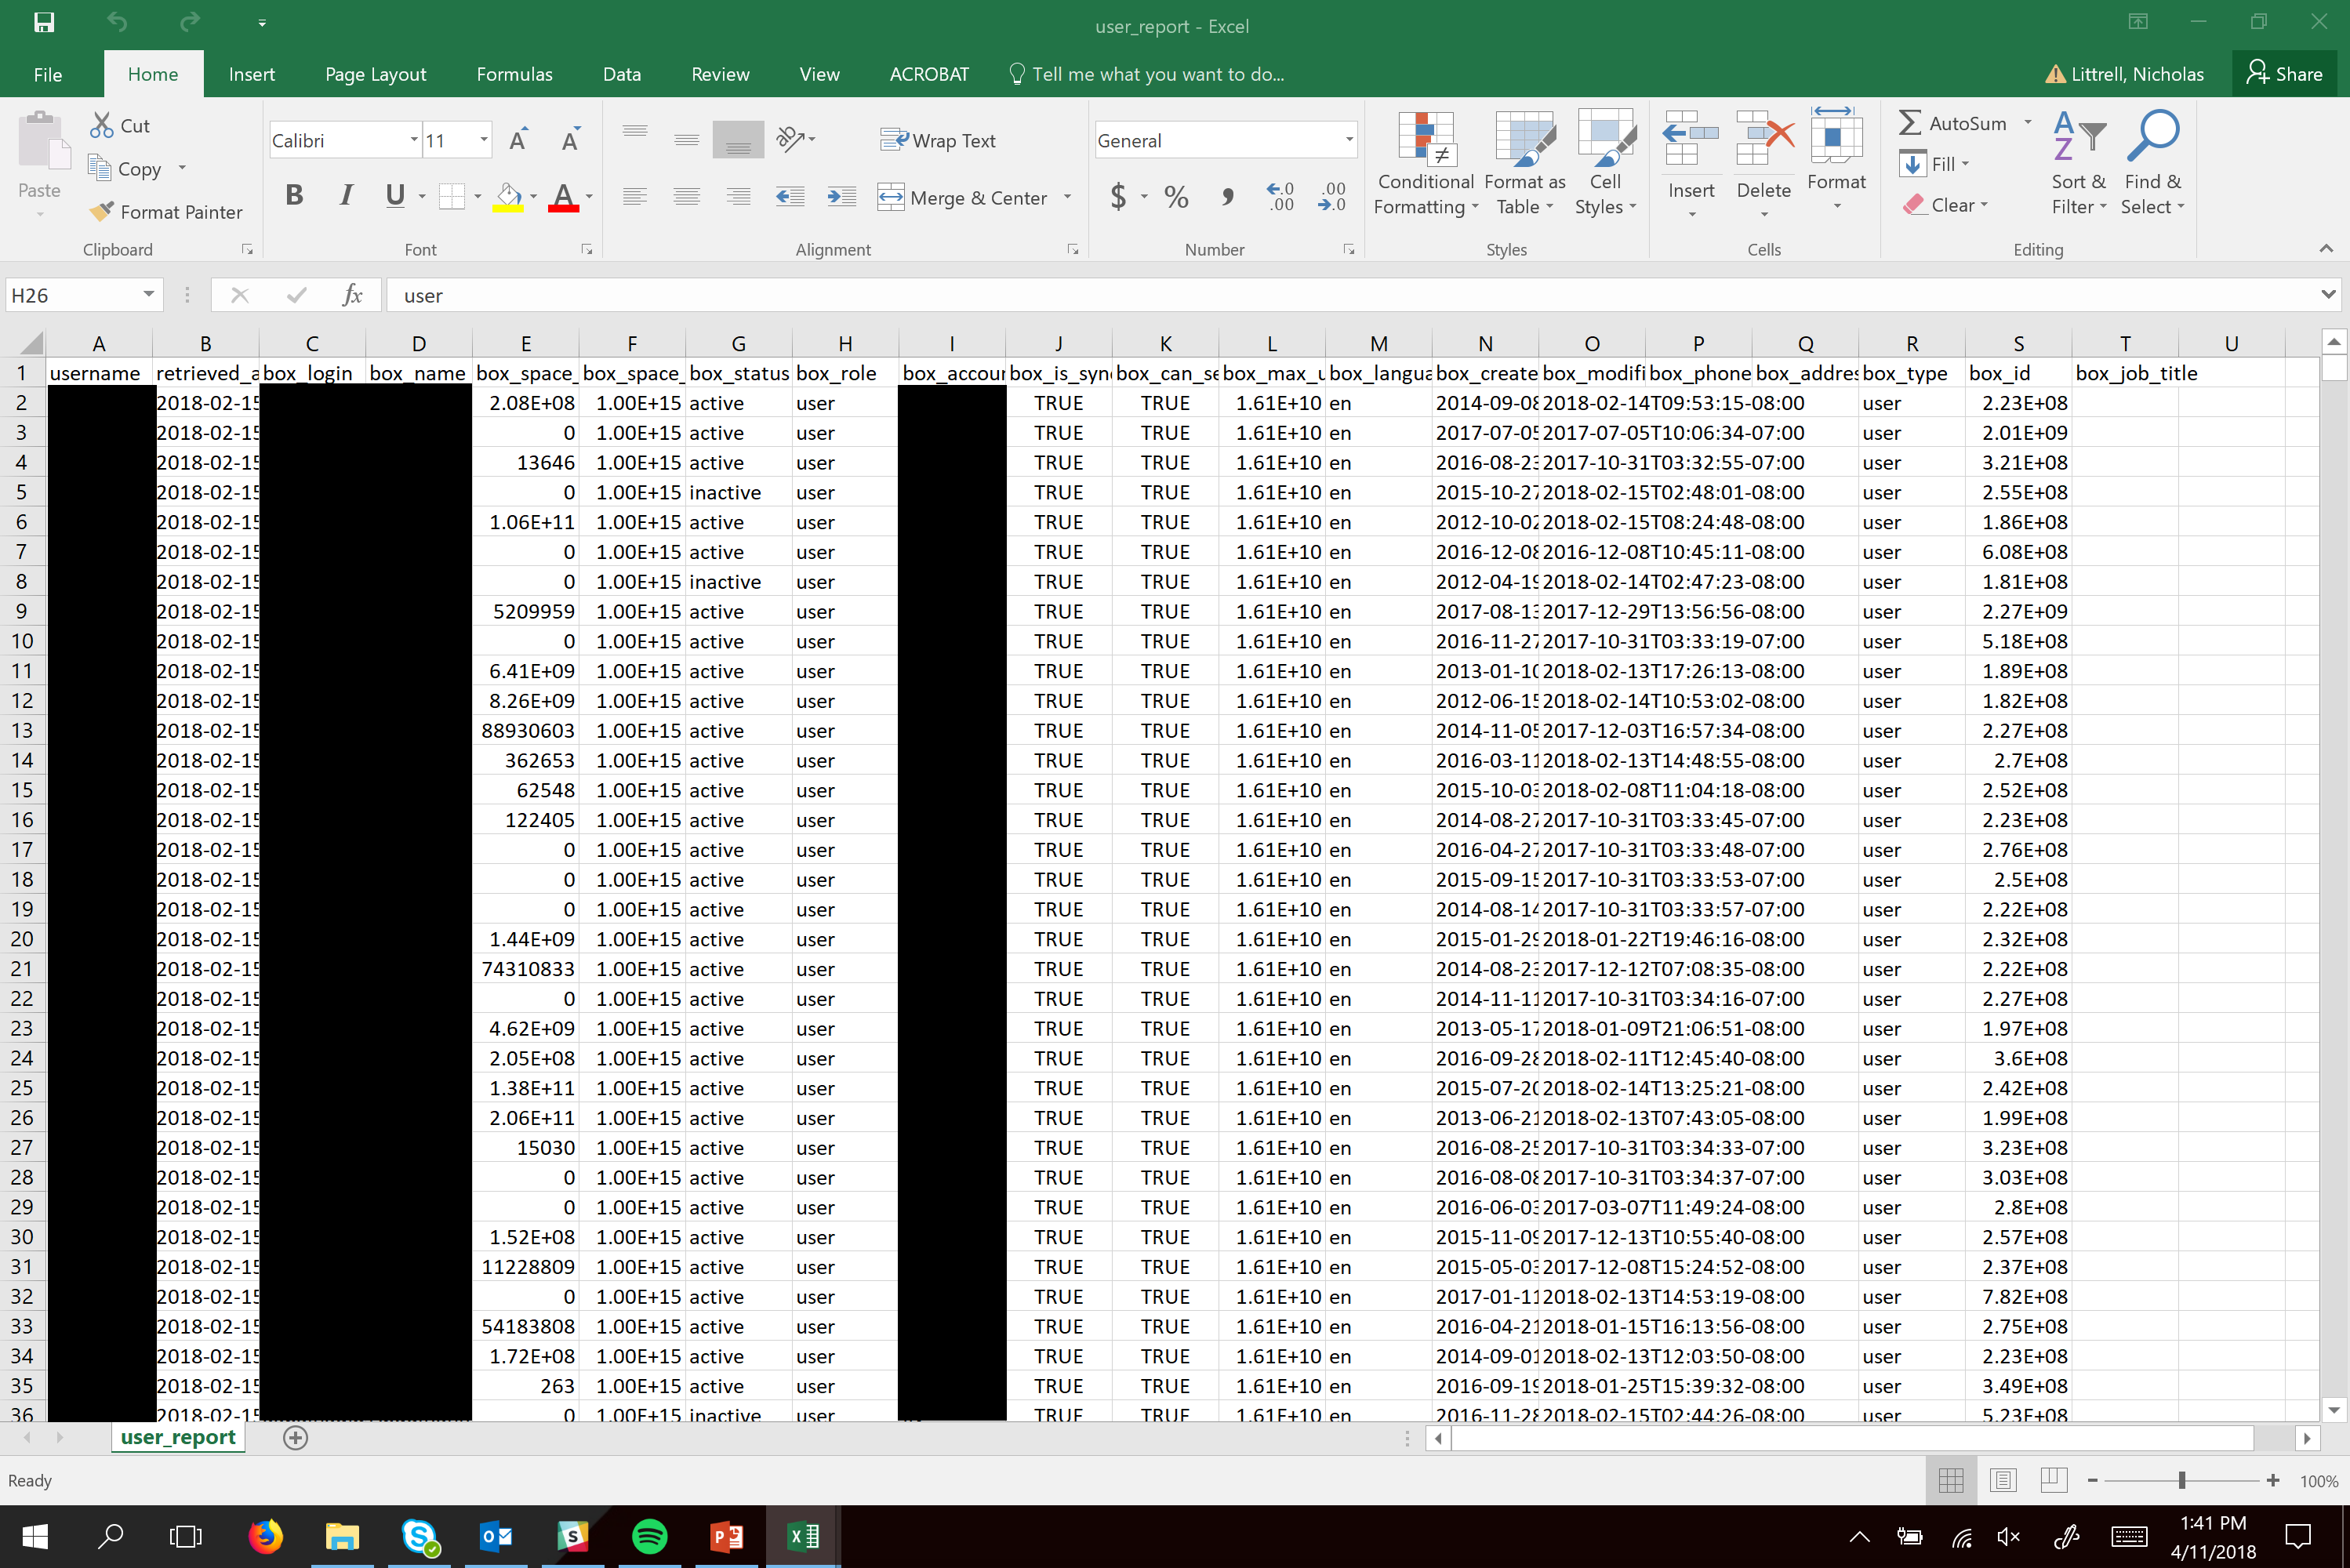 user_report - Excel
File Home Insert Page Layout Formulas Data Review View ACROBAT Tell me what you want to do... Littrell, Nicholas Share
Cut
Copy
Paste
Format Painter
Clipboard
Calibri 11
B I U
Font
Wrap Text
Merge & Center
Alignment
General
$ % ,
Number
Conditional Formatting
Format as Table
Cell Styles
Styles
Insert Delete Format
Cells
AutoSum
Fill
Clear
Sort & Filter
Find & Select
Editing
H26 fx user
A B C D E F G H I J K L M N O P Q R S T U
1 username retrieved_a box_login box_name box_space_ box_space_ box_status box_role box_accour box_is_syn box_can_se box_max_u box_langua box_create box_modifi box_phone box_addres box_type box_id box_job_title
2 2018-02-15 2.08E+08 1.00E+15 active user TRUE TRUE 1.61E+10 en 2014-09-08 2018-02-14T09:53:15-08:00 user 2.23E+08
3 2018-02-15 0 1.00E+15 active user TRUE TRUE 1.61E+10 en 2017-07-05 2017-07-05T10:06:34-07:00 user 2.01E+09
4 2018-02-15 13646 1.00E+15 active user TRUE TRUE 1.61E+10 en 2016-08-23 2017-10-31T03:32:55-07:00 user 3.21E+08
5 2018-02-15 0 1.00E+15 inactive user TRUE TRUE 1.61E+10 en 2015-10-27 2018-02-15T02:48:01-08:00 user 2.55E+08
6 2018-02-15 1.06E+11 1.00E+15 active user TRUE TRUE 1.61E+10 en 2012-10-02 2018-02-15T08:24:48-08:00 user 1.86E+08
7 2018-02-15 0 1.00E+15 active user TRUE TRUE 1.61E+10 en 2016-12-08 2016-12-08T10:45:11-08:00 user 6.08E+08
8 2018-02-15 0 1.00E+15 inactive user TRUE TRUE 1.61E+10 en 2012-04-19 2018-02-14T02:47:23-08:00 user 1.81E+08
9 2018-02-15 5209959 1.00E+15 active user TRUE TRUE 1.61E+10 en 2017-08-13 2017-12-29T13:56:56-08:00 user 2.27E+09
10 2018-02-15 0 1.00E+15 active user TRUE TRUE 1.61E+10 en 2016-11-27 2017-10-31T03:33:19-07:00 user 5.18E+08
11 2018-02-15 6.41E+09 1.00E+15 active user TRUE TRUE 1.61E+10 en 2013-01-10 2018-02-13T17:26:13-08:00 user 1.89E+08
12 2018-02-15 8.26E+09 1.00E+15 active user TRUE TRUE 1.61E+10 en 2012-06-15 2018-02-14T10:53:02-08:00 user 1.82E+08
13 2018-02-15 88930603 1.00E+15 active user TRUE TRUE 1.61E+10 en 2014-11-05 2017-12-03T16:57:34-08:00 user 2.27E+08
14 2018-02-15 362653 1.00E+15 active user TRUE TRUE 1.61E+10 en 2016-03-11 2018-02-13T14:48:55-08:00 user 2.7E+08
15 2018-02-15 62548 1.00E+15 active user TRUE TRUE 1.61E+10 en 2015-10-03 2018-02-08T11:04:18-08:00 user 2.52E+08
16 2018-02-15 122405 1.00E+15 active user TRUE TRUE 1.61E+10 en 2014-08-27 2017-10-31T03:33:45-07:00 user 2.23E+08
17 2018-02-15 0 1.00E+15 active user TRUE TRUE 1.61E+10 en 2016-04-27 2017-10-31T03:33:48-07:00 user 2.76E+08
18 2018-02-15 0 1.00E+15 active user TRUE TRUE 1.61E+10 en 2015-09-15 2017-10-31T03:33:53-07:00 user 2.5E+08
19 2018-02-15 0 1.00E+15 active user TRUE TRUE 1.61E+10 en 2014-08-14 2017-10-31T03:33:57-07:00 user 2.22E+08
20 2018-02-15 1.44E+09 1.00E+15 active user TRUE TRUE 1.61E+10 en 2015-01-29 2018-01-22T19:46:16-08:00 user 2.32E+08
21 2018-02-15 74310833 1.00E+15 active user TRUE TRUE 1.61E+10 en 2014-08-23 2017-12-12T07:08:35-08:00 user 2.22E+08
22 2018-02-15 0 1.00E+15 active user TRUE TRUE 1.61E+10 en 2014-11-11 2017-10-31T03:34:16-07:00 user 2.27E+08
23 2018-02-15 4.62E+09 1.00E+15 active user TRUE TRUE 1.61E+10 en 2013-05-17 2018-01-09T21:06:51-08:00 user 1.97E+08
24 2018-02-15 2.05E+08 1.00E+15 active user TRUE TRUE 1.61E+10 en 2016-09-28 2018-02-11T12:45:40-08:00 user 3.6E+08
25 2018-02-15 1.38E+11 1.00E+15 active user TRUE TRUE 1.61E+10 en 2015-07-20 2018-02-14T13:25:21-08:00 user 2.42E+08
26 2018-02-15 2.06E+11 1.00E+15 active user TRUE TRUE 1.61E+10 en 2013-06-21 2018-02-13T07:43:05-08:00 user 1.99E+08
27 2018-02-15 15030 1.00E+15 active user TRUE TRUE 1.61E+10 en 2016-08-25 2017-10-31T03:34:33-07:00 user 3.23E+08
28 2018-02-15 0 1.00E+15 active user TRUE TRUE 1.61E+10 en 2016-08-08 2017-10-31T03:34:37-07:00 user 3.03E+08
29 2018-02-15 0 1.00E+15 active user TRUE TRUE 1.61E+10 en 2016-06-03 2017-03-07T11:49:24-08:00 user 2.8E+08
30 2018-02-15 1.52E+08 1.00E+15 active user TRUE TRUE 1.61E+10 en 2015-11-09 2017-12-13T10:55:40-08:00 user 2.57E+08
31 2018-02-15 11228809 1.00E+15 active user TRUE TRUE 1.61E+10 en 2015-05-03 2017-12-08T15:24:52-08:00 user 2.37E+08
32 2018-02-15 0 1.00E+15 active user TRUE TRUE 1.61E+10 en 2017-01-11 2018-02-13T14:53:19-08:00 user 7.82E+08
33 2018-02-15 54183808 1.00E+15 active user TRUE TRUE 1.61E+10 en 2016-04-21 2018-01-15T16:13:56-08:00 user 2.75E+08
34 2018-02-15 1.72E+08 1.00E+15 active user TRUE TRUE 1.61E+10 en 2014-09-01 2018-02-13T12:03:50-08:00 user 2.23E+08
35 2018-02-15 263 1.00E+15 active user TRUE TRUE 1.61E+10 en 2016-09-19 2018-01-25T15:39:32-08:00 user 3.49E+08
36 2018-02-15 0 1.00E+15 inactive user TRUE TRUE 1.61E+10 en 2016-11-28 2018-02-15T02:44:26-08:00 user 5.23E+08
user_report
Ready 100%
1:41 PM
4/11/2018